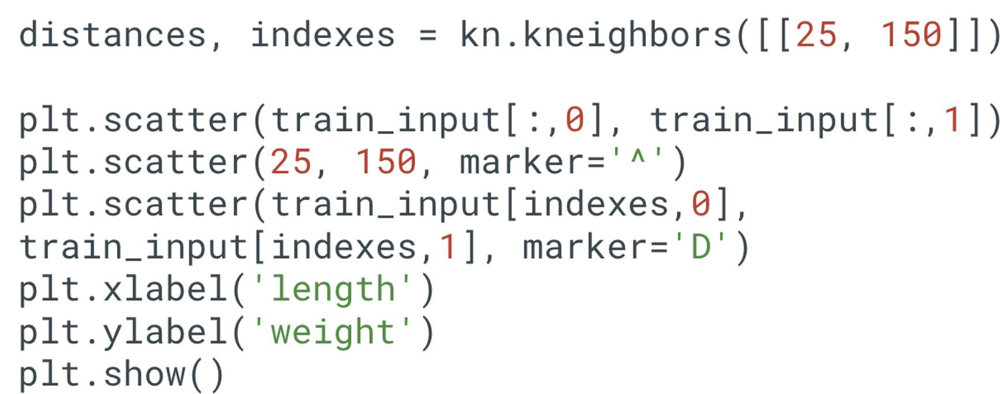 distances, indexes = kn.kneighbors([[25, 150]])
plt.scatter(train_input[:,0], train_input[:,1])
plt.scatter(25, 150, marker='^')
plt.scatter(train_input[indexes,0],
train_input[indexes,1], marker='D')
plt.xlabel('length')
plt.ylabel('weight')
plt.show()